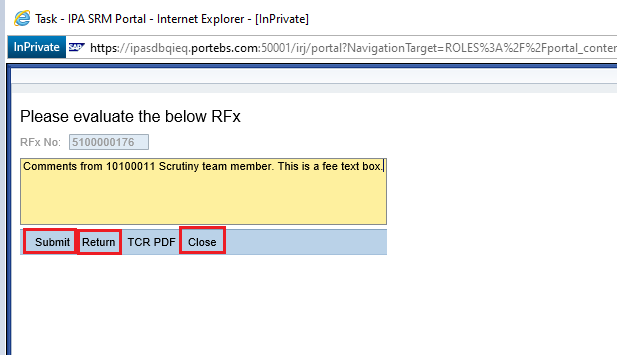 Task - IPA SRM Portal - Internet Explorer - [InPrivate]
InPrivate SAP https://ipasdbqieq.portebs.com:50001/irj/portal?NavigationTarget=ROLES%3A%2F%2Fportal_conten
Please evaluate the below RFx
RFx No: 5100000176
Comments from 10100011 Scrutiny team member. This is a fee text box.
Submit Return TCR PDF Close